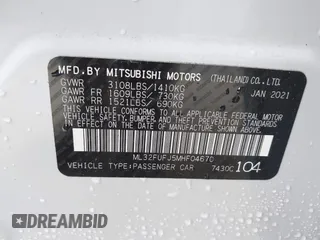 MFD.BY MITSUBISHI MOTORS (THAILAND)CO.,LTD.
GVWR 3108LBS/1410KG JAN 2021
GAWR FR 1609LBS/ 730KG
GAWR RR 1521LBS/ 690KG
THIS VEHICLE CONFORMS TO ALL APPLICABLE FEDERAL MOTOR
VEHICLE SAFETY, BUMPER, AND THEFT PREVENTION STANDARDS
IN EFFECT ON THE DATE OF MANUFACTURE SHOWN ABOVE.
ML32FUFJ5MHF04670
VEHICLE TYPE:PASSENGER CAR 7430C 104
AUTOBIDMASTER